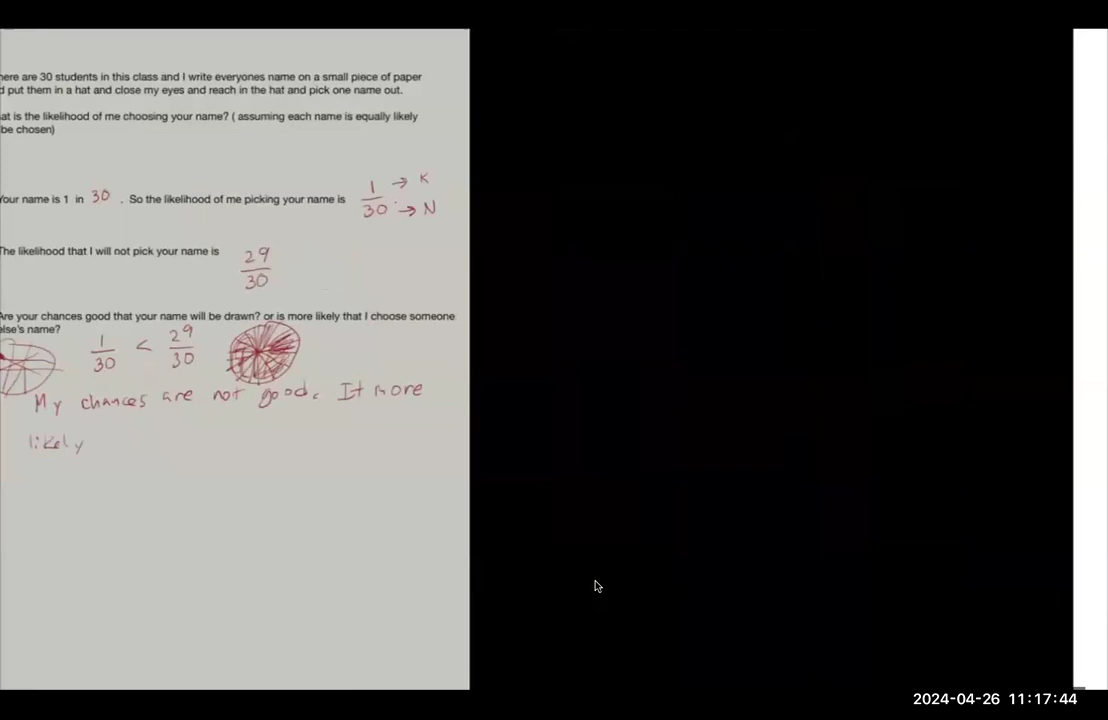 here are 30 students in this class and I write everyones name on a small piece of paper
d put them in a hat and close my eyes and reach in the hat and pick one name out.
at is the likelihood of me choosing your name? ( assuming each name is equally likely
be chosen)
Your name is 1 in 30 . So the likelihood of me picking your name is 1/30 → K → N
The likelihood that I will not pick your name is 29/30
Are your chances good that your name will be drawn? or is more likely that I choose someone
else's name?
1/30 < 29/30
My chances are not good. It more
likely
2024-04-26 11:17:44